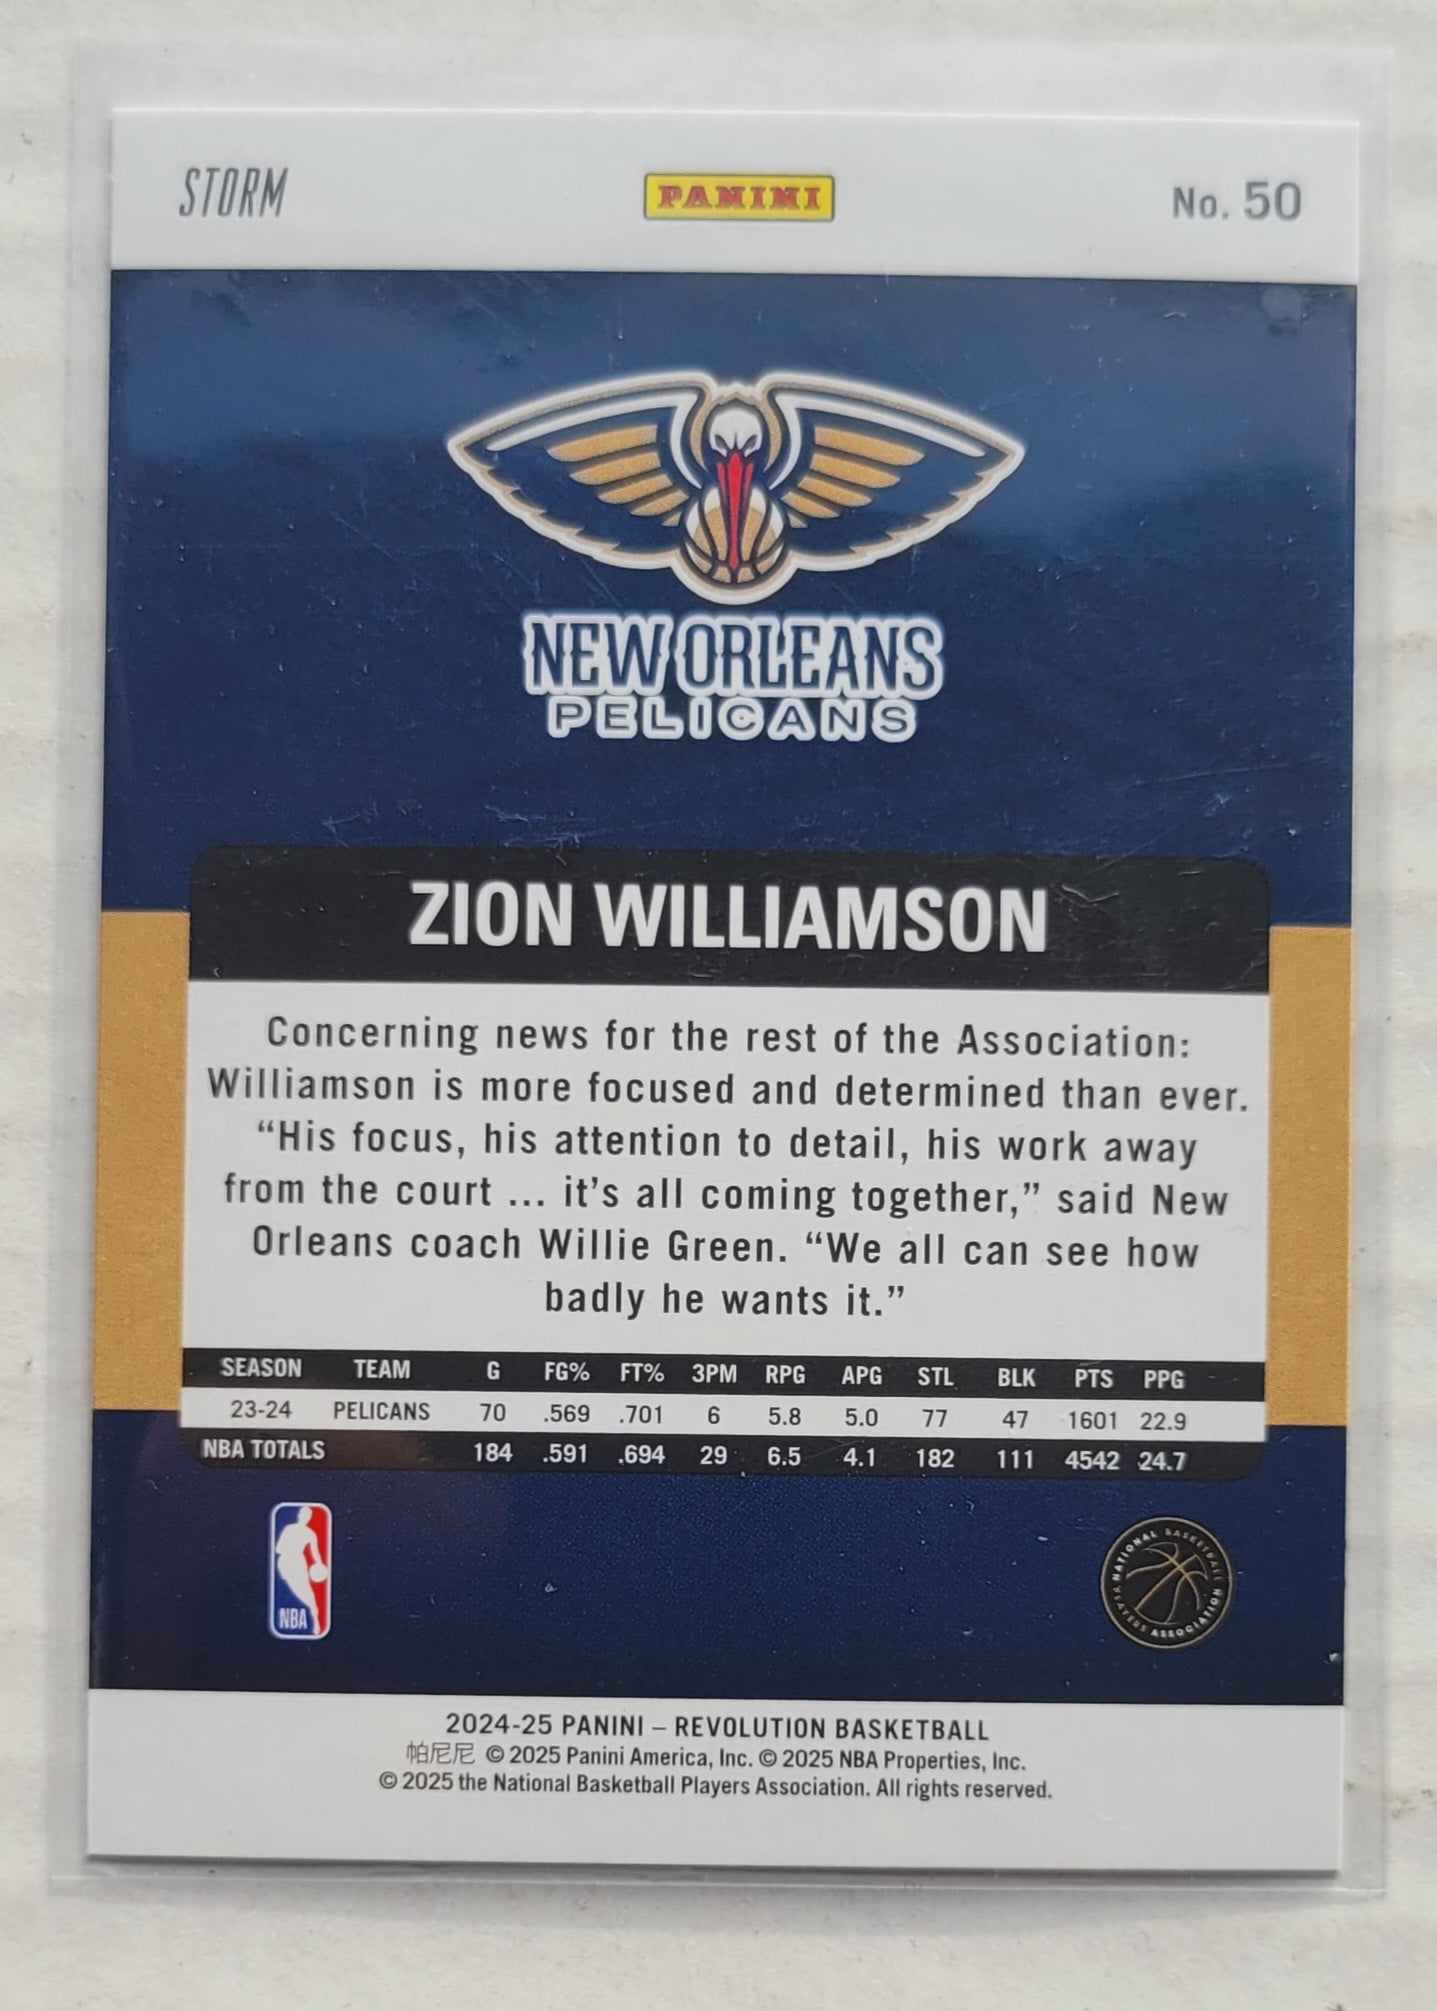 STORM PANINI No. 50
NEW ORLEANS
PELICANS
ZION WILLIAMSON
Concerning news for the rest of the Association:
Williamson is more focused and determined than ever.
“His focus, his attention to detail, his work away
from the court ... it’s all coming together,” said New
Orleans coach Willie Green. “We all can see how
badly he wants it.”
SEASON TEAM G FG% FT% 3PM RPG APG STL BLK PTS PPG
23-24 PELICANS 70 .569 .701 6 5.8 5.0 77 47 1601 22.9
NBA TOTALS 184 .591 .694 29 6.5 4.1 182 111 4542 24.7
NBA
NATIONAL BASKETBALL PLAYERS ASSOCIATION
2024-25 PANINI – REVOLUTION BASKETBALL
帕尼尼 © 2025 Panini America, Inc. © 2025 NBA Properties, Inc.
© 2025 the National Basketball Players Association. All rights reserved.